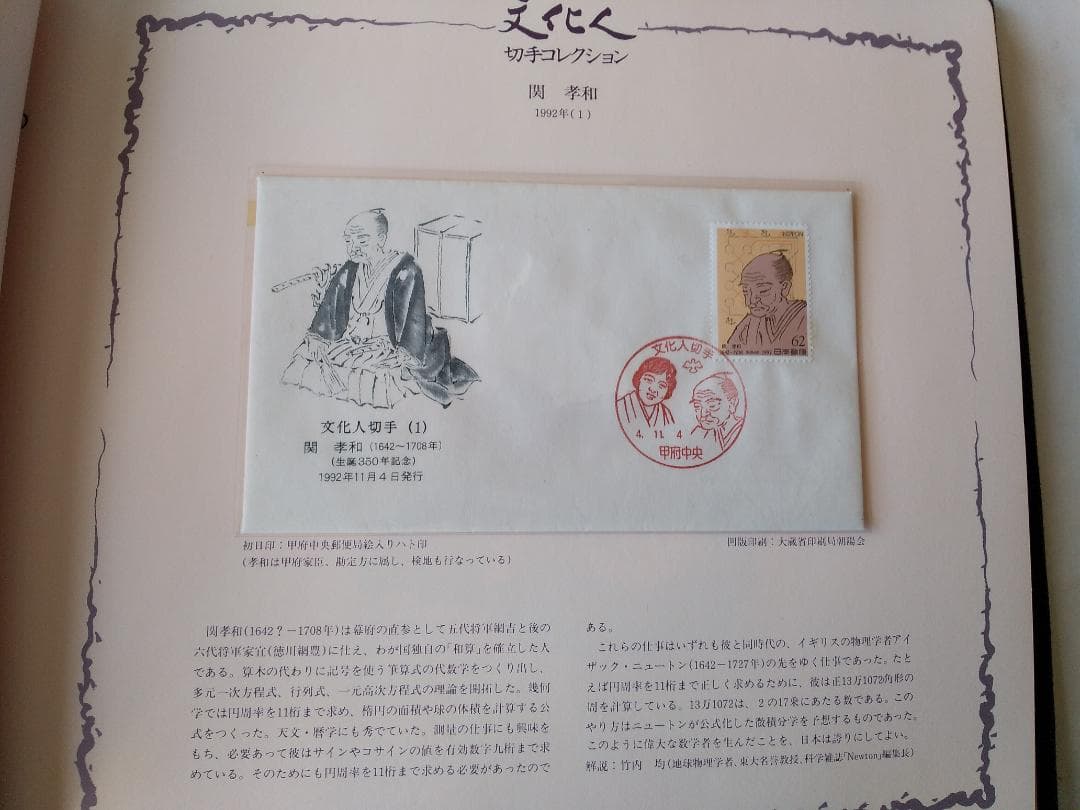 文化人
切手コレクション
関 孝和
1992年(1)
NIPPON
62
日本郵便
文化人切手
4. 11. 4
甲府中央
文化人切手 (1)
関 孝和 (1642〜1708年)
(生誕350年記念)
1992年11月4日発行
初日印：甲府中央郵便局絵入りハト印
(孝和は甲府家臣、勘定方に属し、検地も行なっている)
凹版印刷：大蔵省印刷局朝陽会
関孝和(1642？－1708年)は幕府の直参として五代将軍綱吉と後の
六代将軍家宣(徳川綱豊)に仕え、わが国独自の「和算」を確立した人
である。算木の代わりに記号を使う筆算式の代数学をつくり出し、
多元一次方程式、行列式、一元高次方程式の理論を開拓した。幾何
学では円周率を11桁まで求め、楕円の面積や球の体積を計算する公
式をつくった。天文・暦学にも秀でていた。測量の仕事にも興味を
もち、必要あって彼はサインやコサインの値を有効数字九桁まで求
めている。そのためにも円周率を11桁まで求める必要があったので
ある。
これらの仕事はいずれも彼と同時代の、イギリスの物理学者アイ
ザック・ニュートン(1642－1727年)の先をゆく仕事であった。たと
えば円周率を11桁まで正しく求めるために、彼は正13万1072角形の
周を計算している。13万1072は、2の17乗にあたる数である。この
やり方はニュートンが公式化した微積分学を予想するものであった。
このように偉大な数学者を生んだことを、日本は誇りにしてよい。
解説：竹内 均(地球物理学者、東大名誉教授、科学雑誌「Newton」編集長)